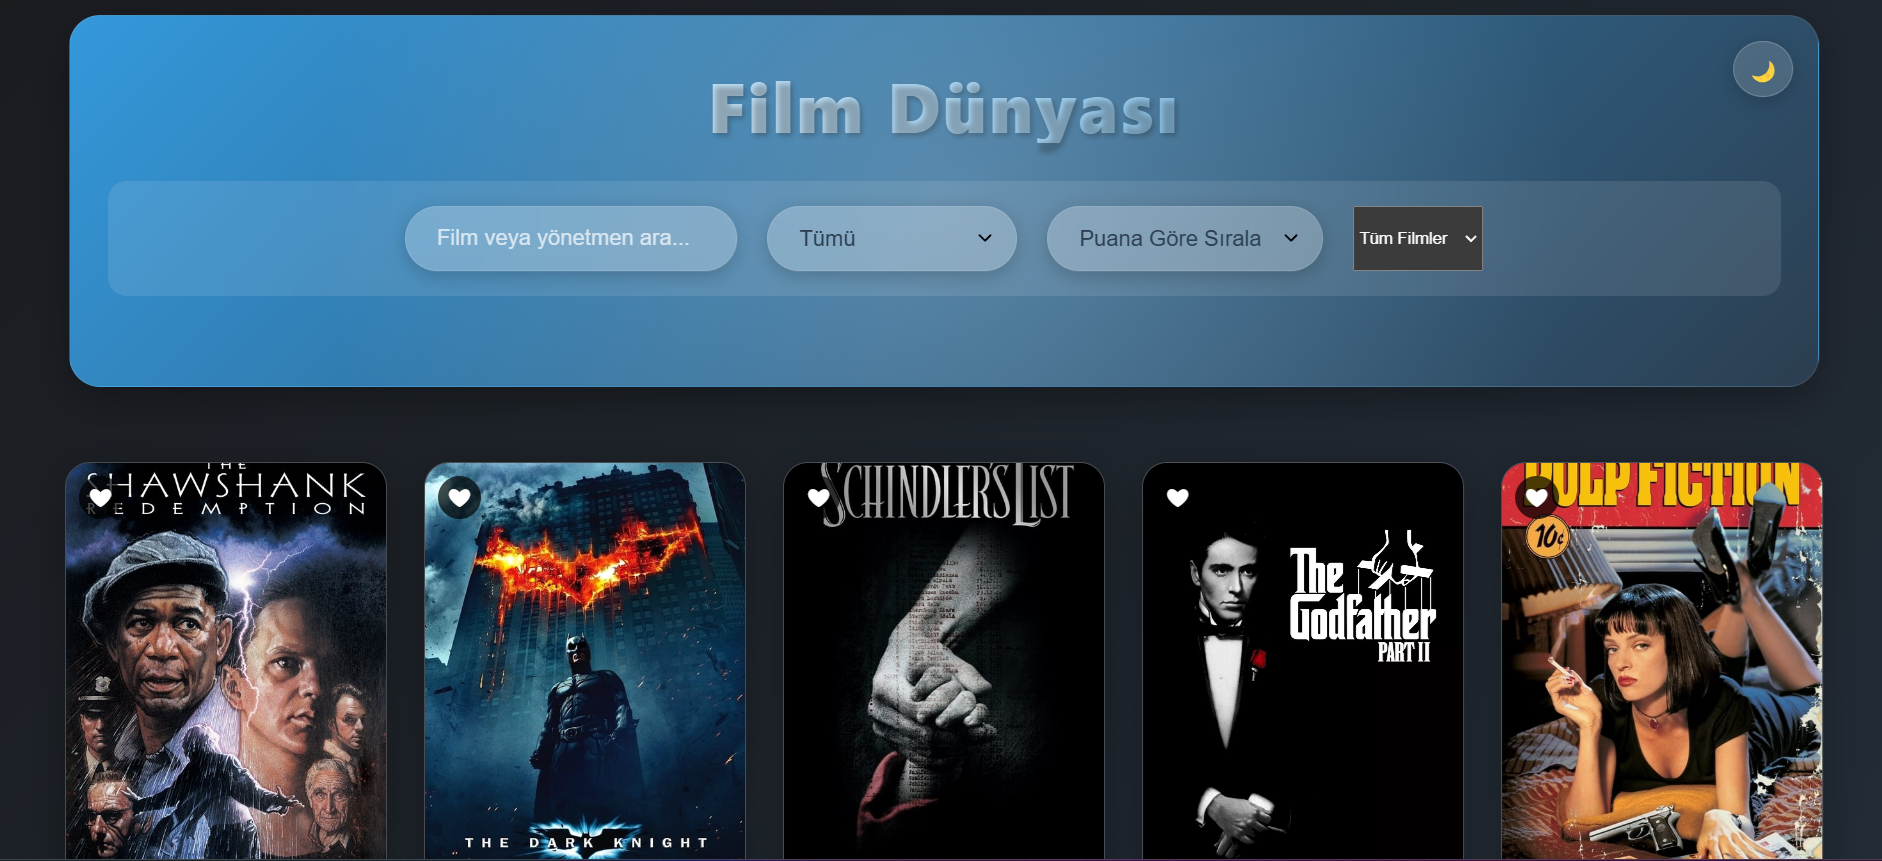 Film Dünyası
Film veya yönetmen ara...
Tümü
Puana Göre Sırala
Tüm Filmler
THE
SHAWSHANK
REDEMPTION
THE DARK KNIGHT
SCHINDLER'S LIST
The
Godfather
PART II
PULP FICTION
10¢